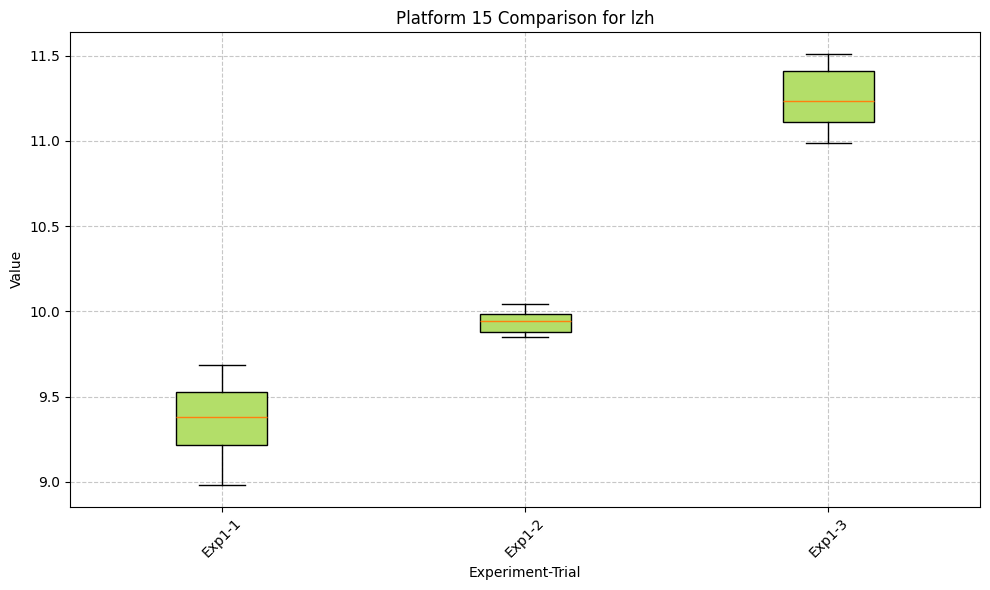 Platform 15 Comparison for lzh
Value
11.5
11.0
10.5
10.0
9.5
9.0
Exp1-1
Exp1-2
Exp1-3
Experiment-Trial